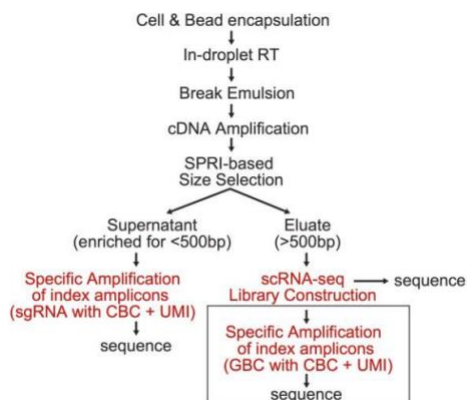 Cell & Bead encapsulation
In-droplet RT
Break Emulsion
cDNA Amplification
SPRI-based
Size Selection
Supernatant
(enriched for <500bp)
Specific Amplification
of index amplicons
(sgRNA with CBC + UMI)
sequence
Eluate
(>500bp)
scRNA-seq
Library Construction
sequence
Specific Amplification
of index amplicons
(GBC with CBC + UMI)
sequence